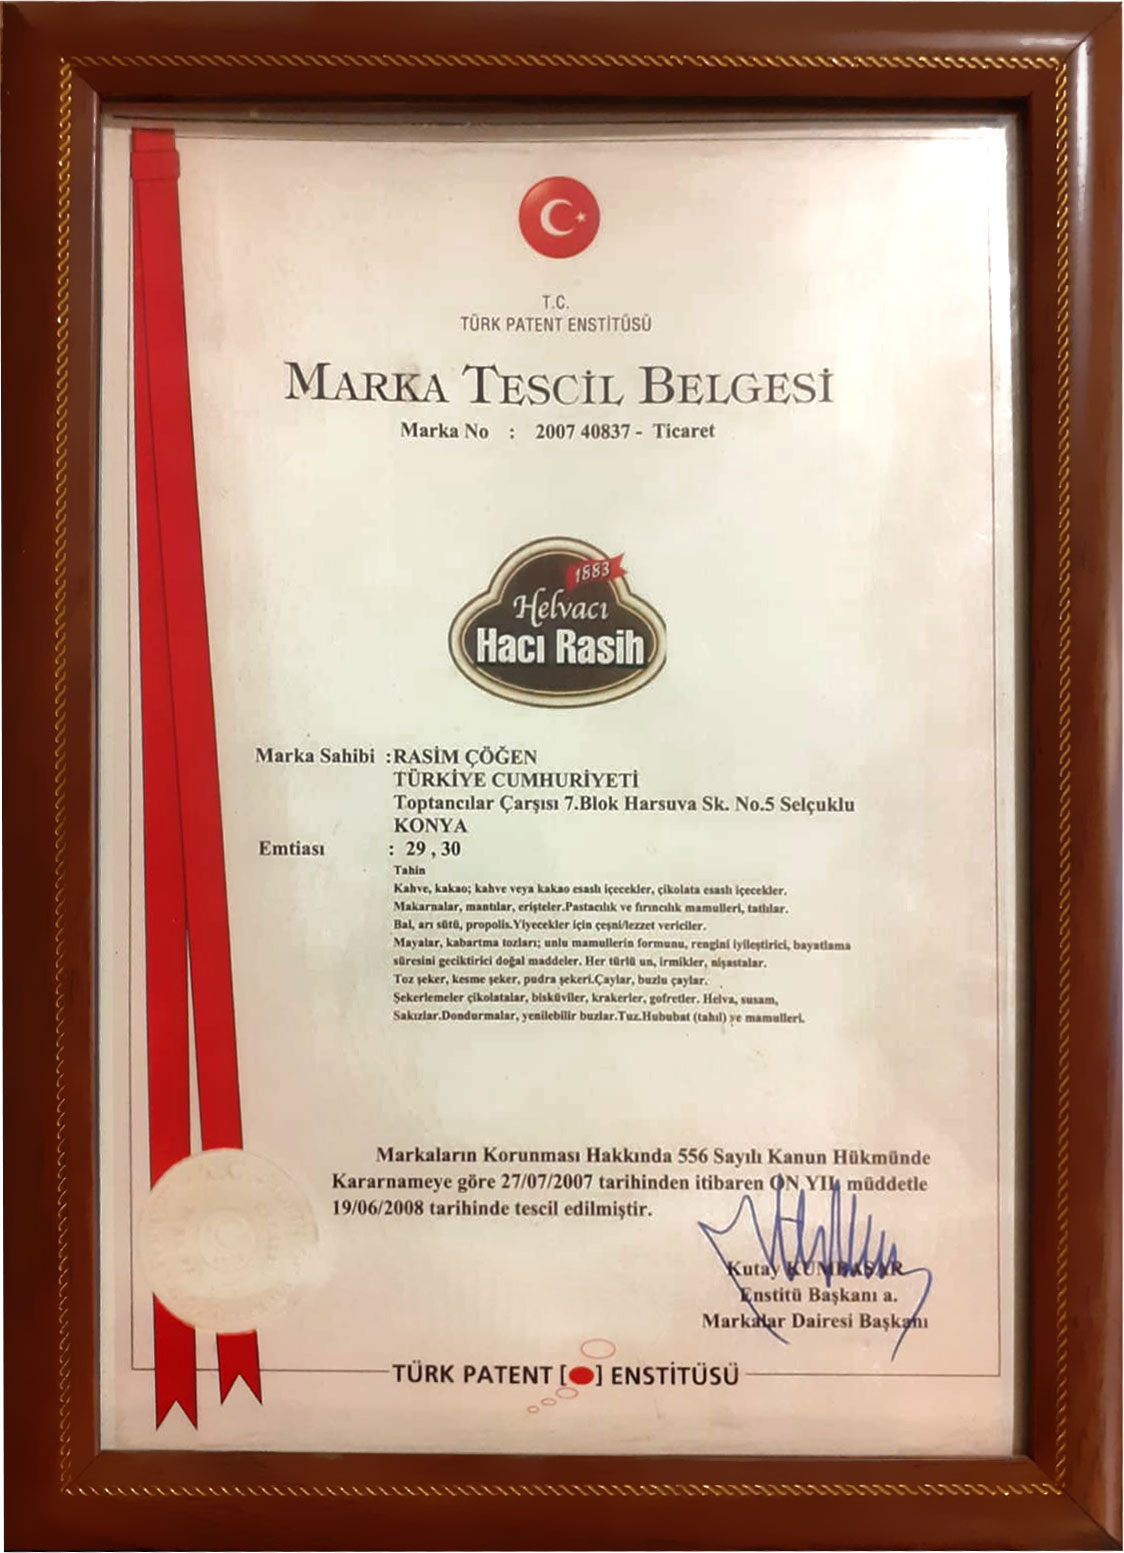 T.C.
TÜRK PATENT ENSTİTÜSÜ
MARKA TESCİL BELGESİ
Marka No : 2007 40837 - Ticaret
1883
Helvacı
Hacı Rasih
Marka Sahibi : RASİM ÇÖĞEN
TÜRKİYE CUMHURİYETİ
Toptancılar Çarşısı 7.Blok Harsuva Sk. No.5 Selçuklu
KONYA
Emtiası : 29 , 30
Tahin
Kahve, kakao; kahve veya kakao esaslı içecekler, çikolata esaslı içecekler.
Makarnalar, mantılar, erişteler.Pastacılık ve fırıncılık mamulleri, tatlılar.
Bal, arı sütü, propolis.Yiyecekler için çeşni/lezzet vericiler.
Mayalar, kabartma tozları; unlu mamullerin formunu, rengini iyileştirici, bayatlama
süresini geciktirici doğal maddeler. Her türlü un, irmikler, nişastalar.
Toz şeker, kesme şeker, pudra şekeri.Çaylar, buzlu çaylar.
Şekerlemeler çikolatalar, bisküviler, krakerler, gofretler. Helva, susam,
Sakızlar.Dondurmalar, yenilebilir buzlar.Tuz.Hububat (tahıl) ve mamulleri.
Markaların Korunması Hakkında 556 Sayılı Kanun Hükmünde
Kararnameye göre 27/07/2007 tarihinden itibaren ON YIL müddetle
19/06/2008 tarihinde tescil edilmiştir.
Kutay KUMBASAR
Enstitü Başkanı a.
Markalar Dairesi Başkanı
TÜRK PATENT [ ] ENSTİTÜSÜ